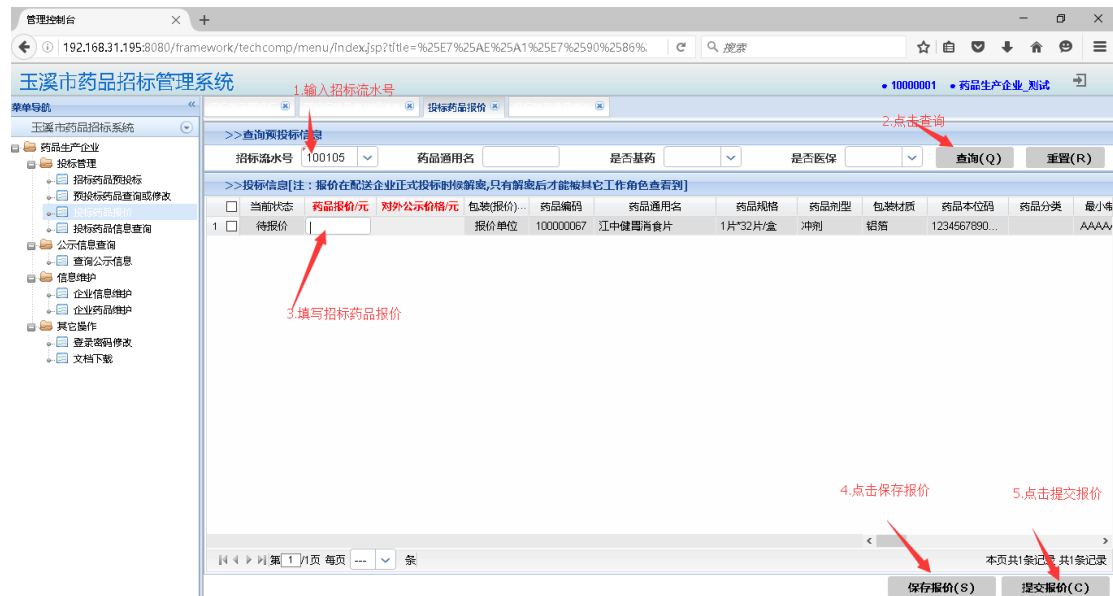 管理控制台
192.168.31.195:8080/framework/techcomp/menu/index.jsp?title=%25E7%25AE%25A1%25E7%2590%2586%
搜索
玉溪市药品招标管理系统
10000001 药品生产企业_测试
1.输入招标流水号
菜单导航
投标药品报价
玉溪市药品招标系统
>>查询预投标信息
2.点击查询
药品生产企业
招标流水号 100105 药品通用名 是否基药 是否医保 查询(Q) 重置(R)
投标管理
招标药品预投标
>>投标信息[注：报价在配送企业正式投标时候解密,只有解密后才能被其它工作角色查看到]
预投标药品查询或修改
当前状态 药品报价/元 对外公示价格/元 包装(报价)... 药品编码 药品通用名 药品规格 药品剂型 包装材质 药品本位码 药品分类
投标药品报价
1 待报价 报价单位 100000067 江中健胃消食片 1片*32片/盒 冲剂 铝箔 1234567890...
投标药品信息查询
公示信息查询
查询公示信息
信息维护
企业信息维护
企业药品维护
3.填写招标药品报价
其它操作
登录密码修改
文档下载
4.点击保存报价
5.点击提交报价
第 1 /1页 每页 --- 条
本页共1条记录 共1条记录
保存报价(S) 提交报价(C)